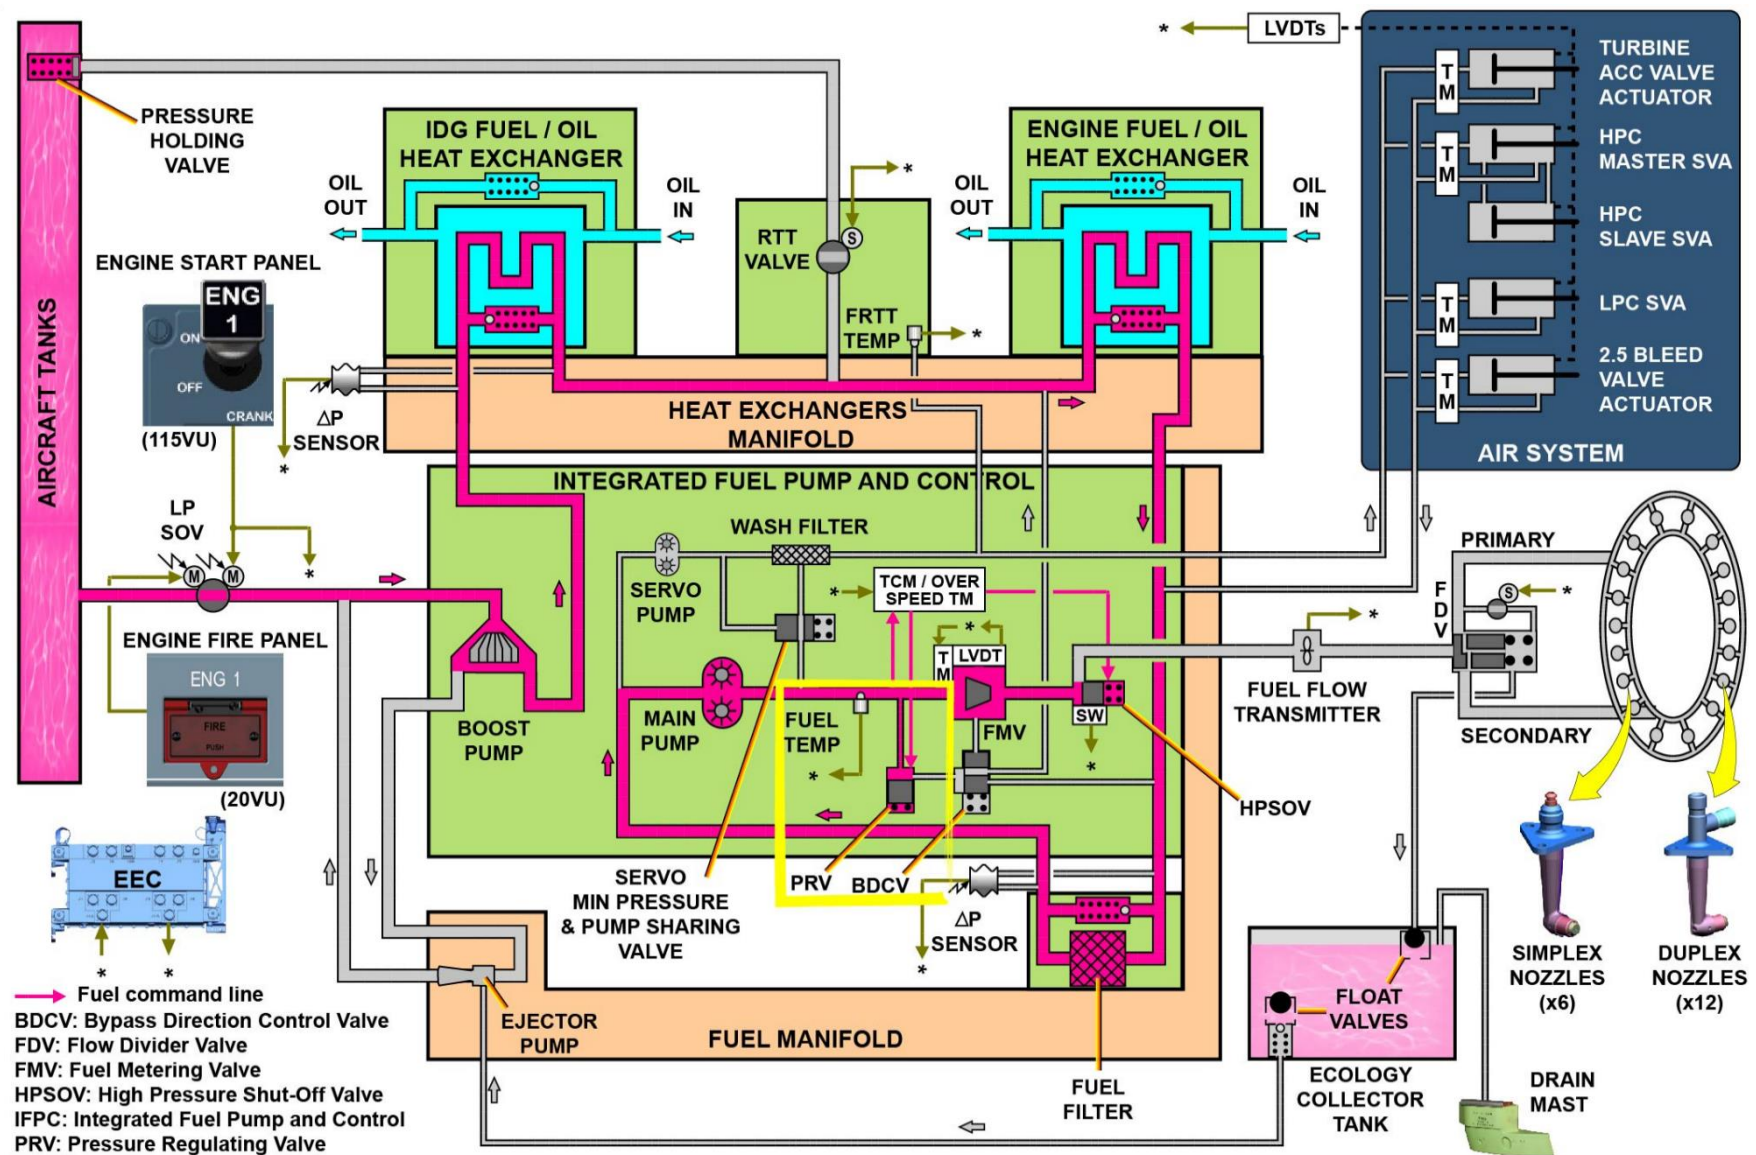 * LVDTs
TURBINE
ACC VALVE
ACTUATOR
TM
HPC
MASTER SVA
TM
HPC
SLAVE SVA
LPC SVA
TM
2.5 BLEED
VALVE
ACTUATOR
TM
AIR SYSTEM
PRESSURE
HOLDING
VALVE
AIRCRAFT TANKS
IDG FUEL / OIL
HEAT EXCHANGER
OIL
OUT
OIL
IN
ENGINE FUEL / OIL
HEAT EXCHANGER
OIL
OUT
OIL
IN
*
S
RTT
VALVE
FRTT
TEMP
*
ENGINE START PANEL
ENG
1
ON
OFF
CRANK
(115VU)
ΔP
SENSOR
*
HEAT EXCHANGERS
MANIFOLD
LP
SOV
M M
*
ENGINE FIRE PANEL
ENG 1
FIRE
PUSH
(20VU)
INTEGRATED FUEL PUMP AND CONTROL
WASH FILTER
SERVO
PUMP
*
TCM / OVER
SPEED TM
*
TM
LVDT
BOOST
PUMP
MAIN
PUMP
FUEL
TEMP
*
FMV
SW
*
HPSOV
PRV
BDCV
SERVO
MIN PRESSURE
& PUMP SHARING
VALVE
ΔP
SENSOR
*
PRIMARY
FDV
S
*
*
FUEL FLOW
TRANSMITTER
SECONDARY
EEC
* *
EJECTOR
PUMP
FUEL MANIFOLD
FUEL
FILTER
FLOAT
VALVES
ECOLOGY
COLLECTOR
TANK
DRAIN
MAST
SIMPLEX
NOZZLES
(x6)
DUPLEX
NOZZLES
(x12)
Fuel command line
BDCV: Bypass Direction Control Valve
FDV: Flow Divider Valve
FMV: Fuel Metering Valve
HPSOV: High Pressure Shut-Off Valve
IFPC: Integrated Fuel Pump and Control
PRV: Pressure Regulating Valve